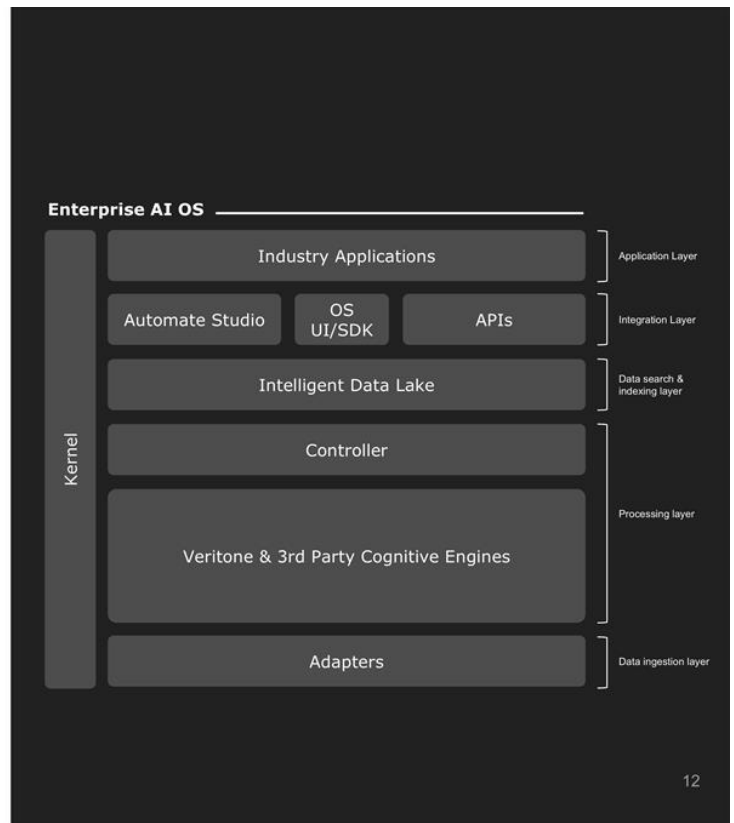 Enterprise AI OS
Kernel
Industry Applications
Application Layer
Automate Studio
OS
UI/SDK
APIs
Integration Layer
Intelligent Data Lake
Data search &
indexing layer
Controller
Veritone & 3rd Party Cognitive Engines
Processing layer
Adapters
Data ingestion layer
12